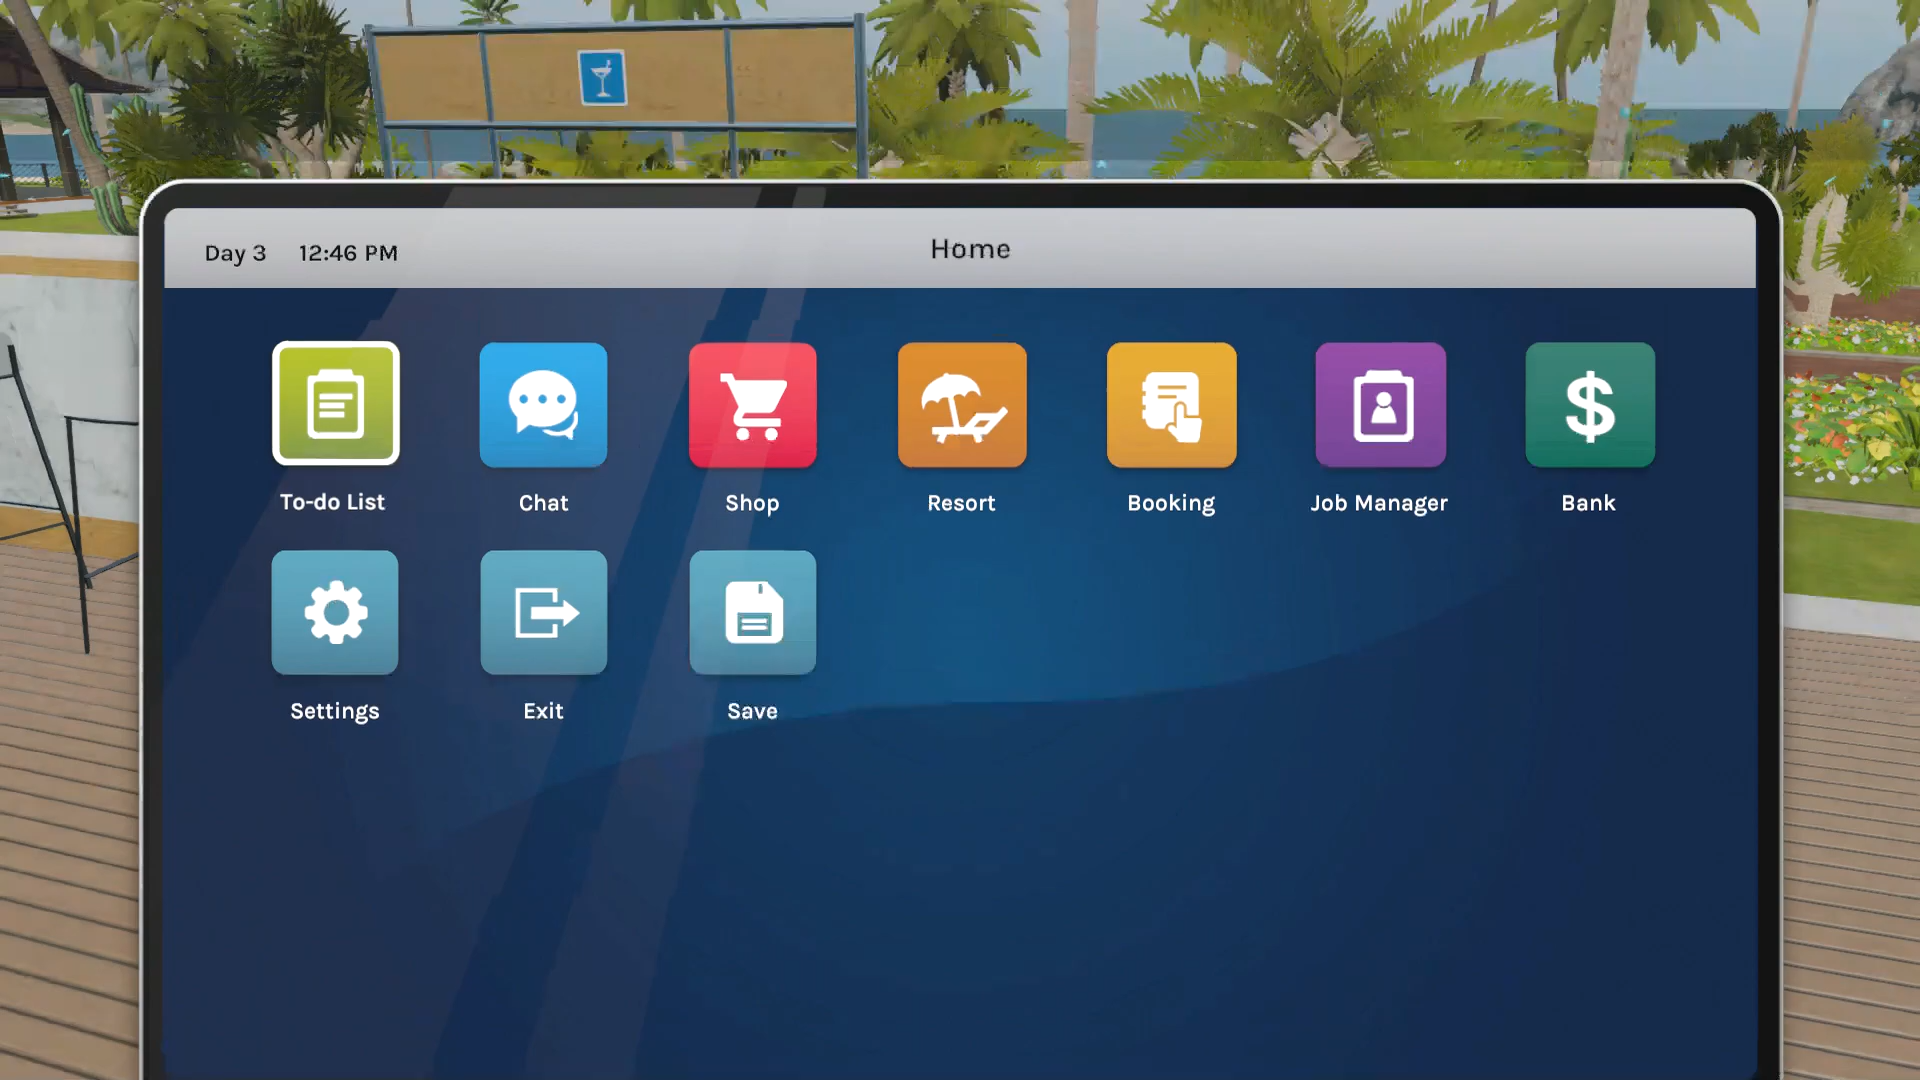 Day 3 12:46 PM Home
To-do List Chat Shop Resort Booking Job Manager Bank
Settings Exit Save